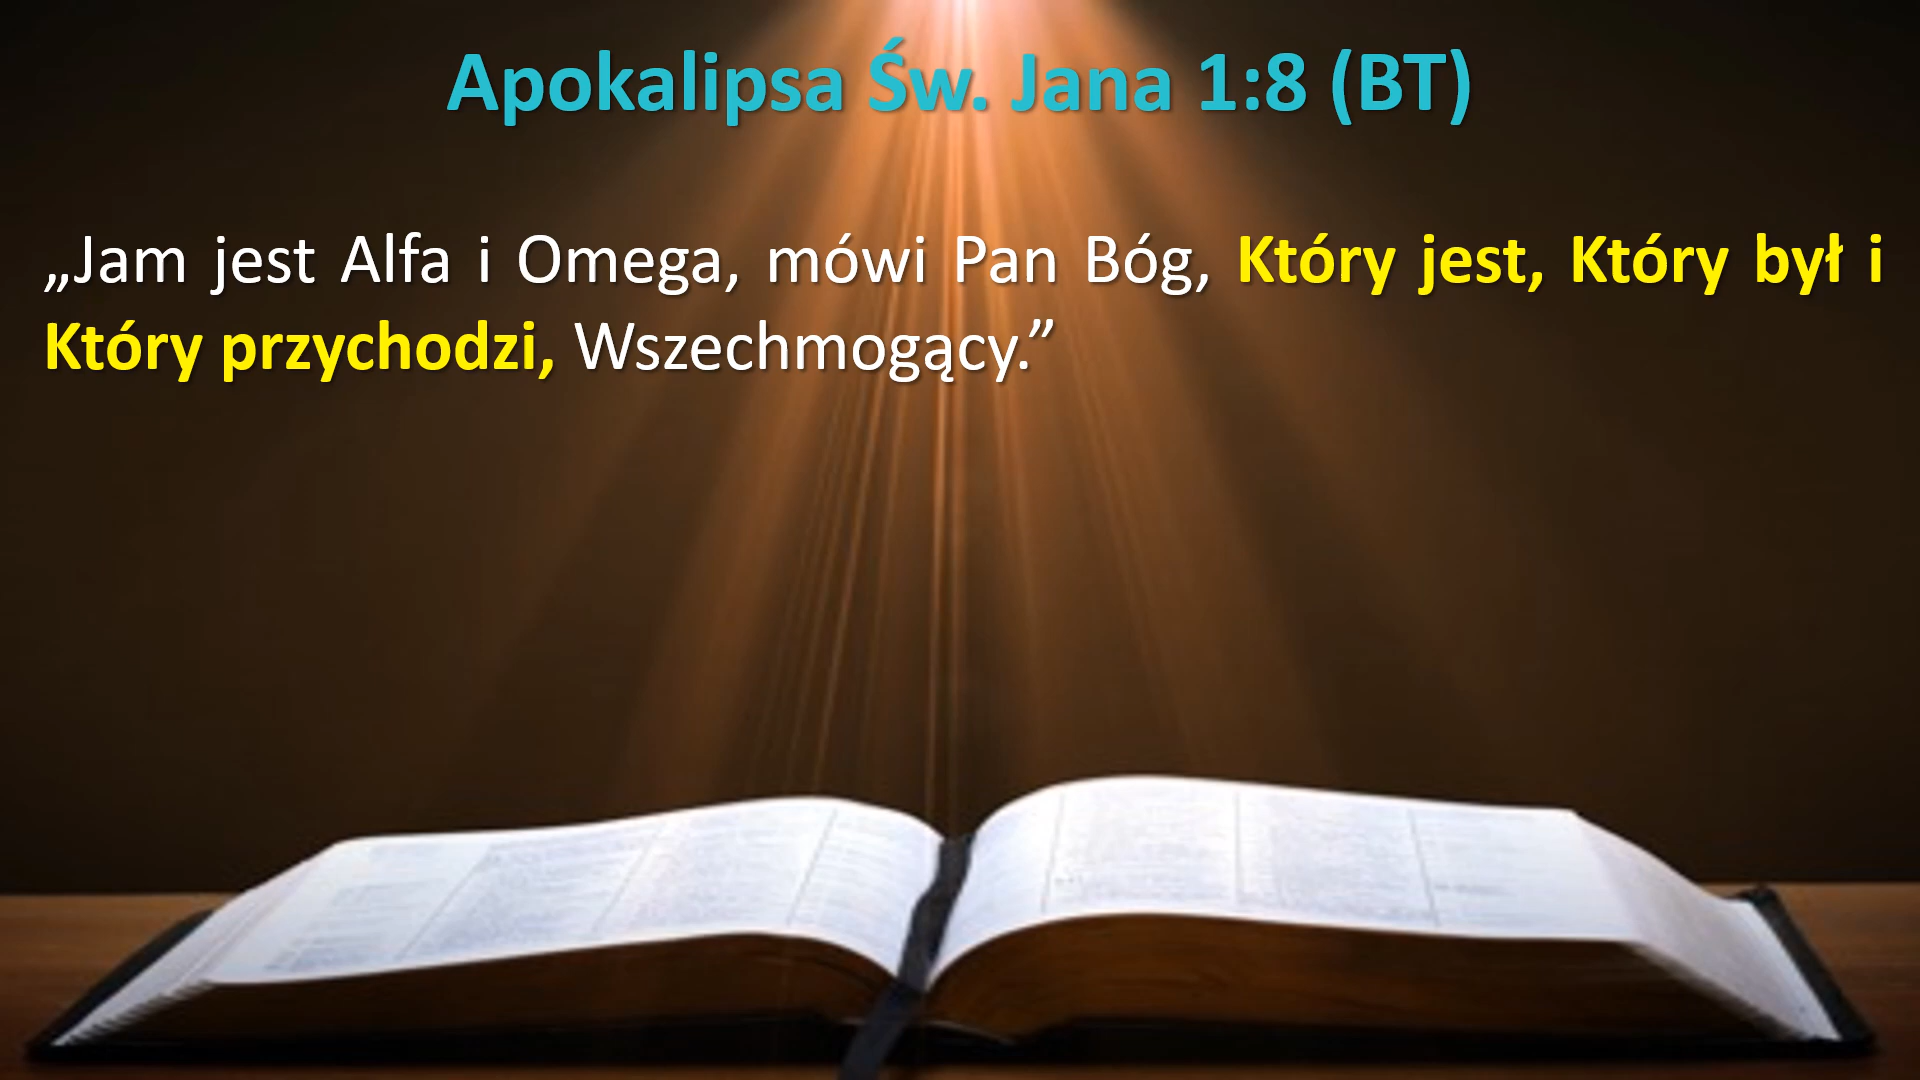 Apokalipsa Św. Jana 1:8 (BT)
„Jam jest Alfa i Omega, mówi Pan Bóg, Który jest, Który był i
Który przychodzi, Wszechmogący.”